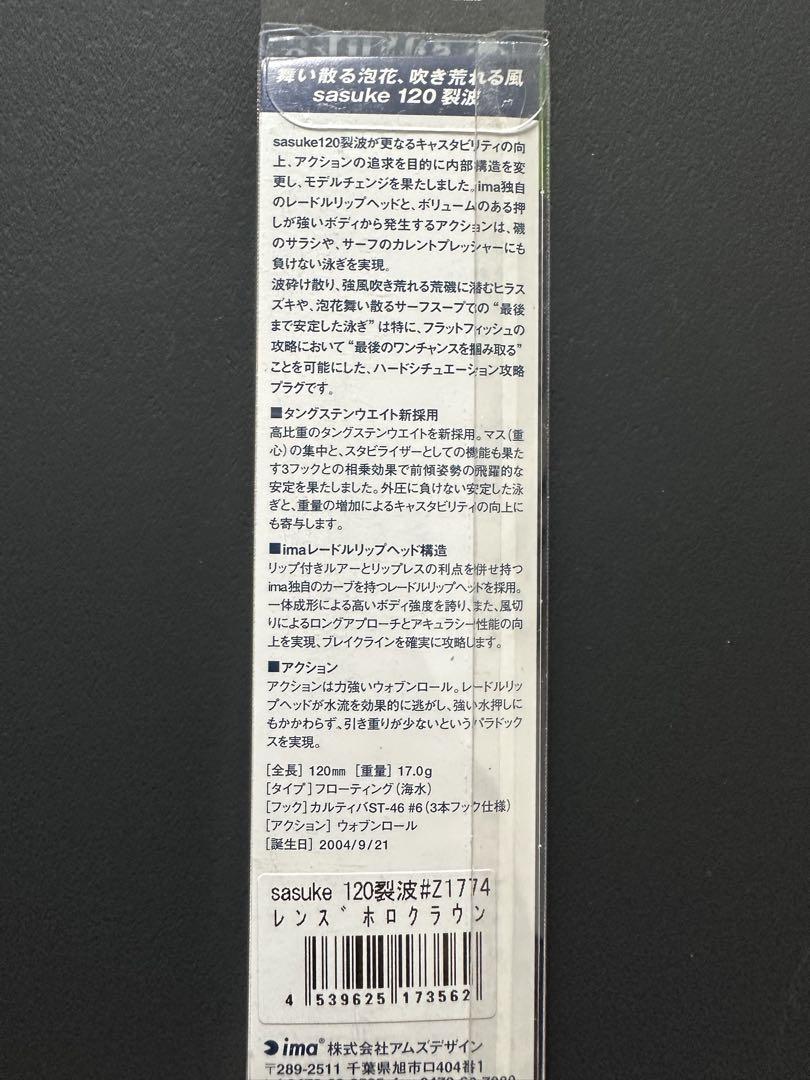 舞い散る泡花、吹き荒れる風
sasuke 120 裂波
sasuke120裂波が更なるキャスタビリティの向
上、アクションの追求を目的に内部構造を変
更し、モデルチェンジを果たしました。ima独自
のレードルリップヘッドと、ボリュームのある押
しが強いボディから発生するアクションは、磯
のサラシや、サーフのカレントプレッシャーにも
負けない泳ぎを実現。
波砕け散り、強風吹き荒れる荒磯に潜むヒラス
ズキや、泡花舞い散るサーフスープでの“最後
まで安定した泳ぎ”は特に、フラットフィッシュの
攻略において“最後のワンチャンスを掴み取る”
ことを可能にした、ハードシチュエーション攻略
プラグです。
■タングステンウエイト新採用
高比重のタングステンウエイトを新採用。マス(重
心)の集中と、スタビライザーとしての機能も果た
す3フックとの相乗効果で前傾姿勢の飛躍的な
安定を果たしました。外圧に負けない安定した泳
ぎと、重量の増加によるキャスタビリティの向上に
も寄与します。
■imaレードルリップヘッド構造
リップ付きルアーとリップレスの利点を併せ持つ
ima独自のカーブを持つレードルリップヘッドを採用。
一体成形による高いボディ強度を誇り、また、風切
りによるロングアプローチとアキュラシー性能の向
上を実現、ブレイクラインを確実に攻略します。
■アクション
アクションは力強いウォブンロール。レードルリッ
プヘッドが水流を効果的に逃がし、強い水押しに
もかかわらず、引き重りが少ないというパラドック
スを実現。
[全長] 120mm [重量] 17.0g
[タイプ] フローティング(海水)
[フック] カルティバST-46 #6(3本フック仕様)
[アクション] ウォブンロール
[誕生日] 2004/9/21
sasuke 120裂波#Z1774
レンズ゛ホロクラウン
4 539625 173562
ima® 株式会社アムズデザイン
〒289-2511 千葉県旭市ロ404番1